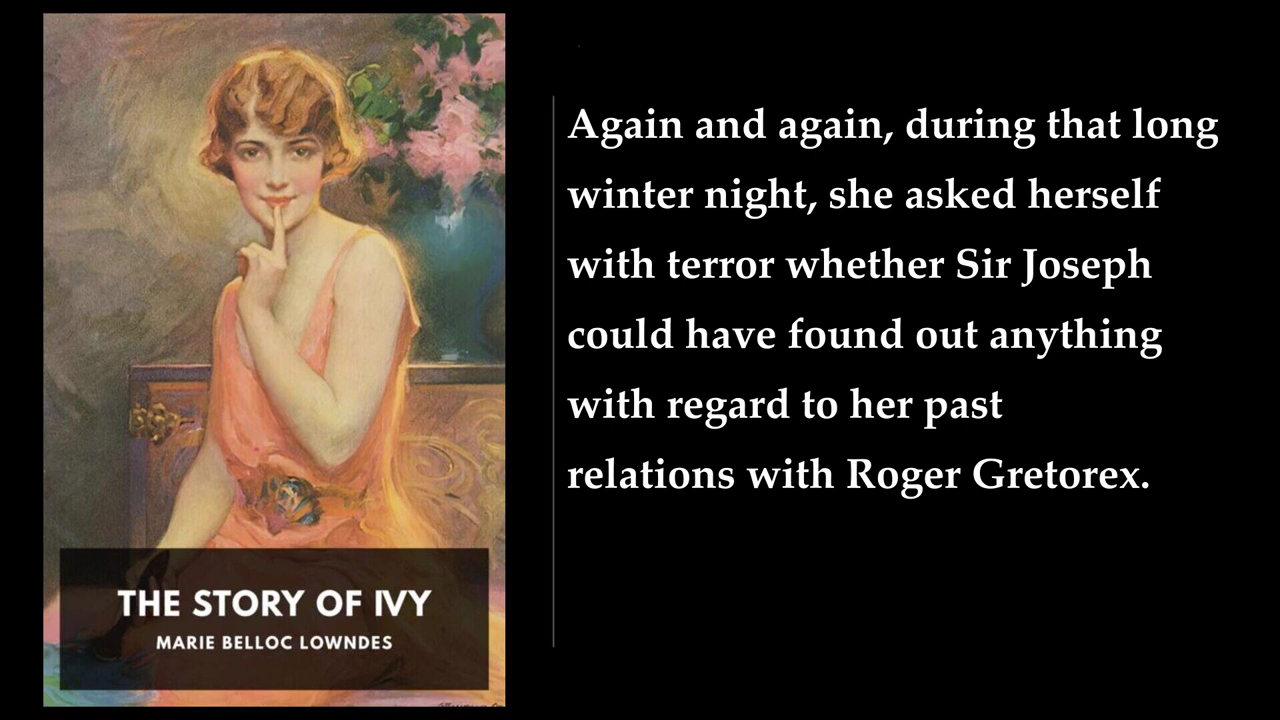 THE STORY OF IVY
MARIE BELLOC LOWNDES
Again and again, during that long
winter night, she asked herself
with terror whether Sir Joseph
could have found out anything
with regard to her past
relations with Roger Gretorex.